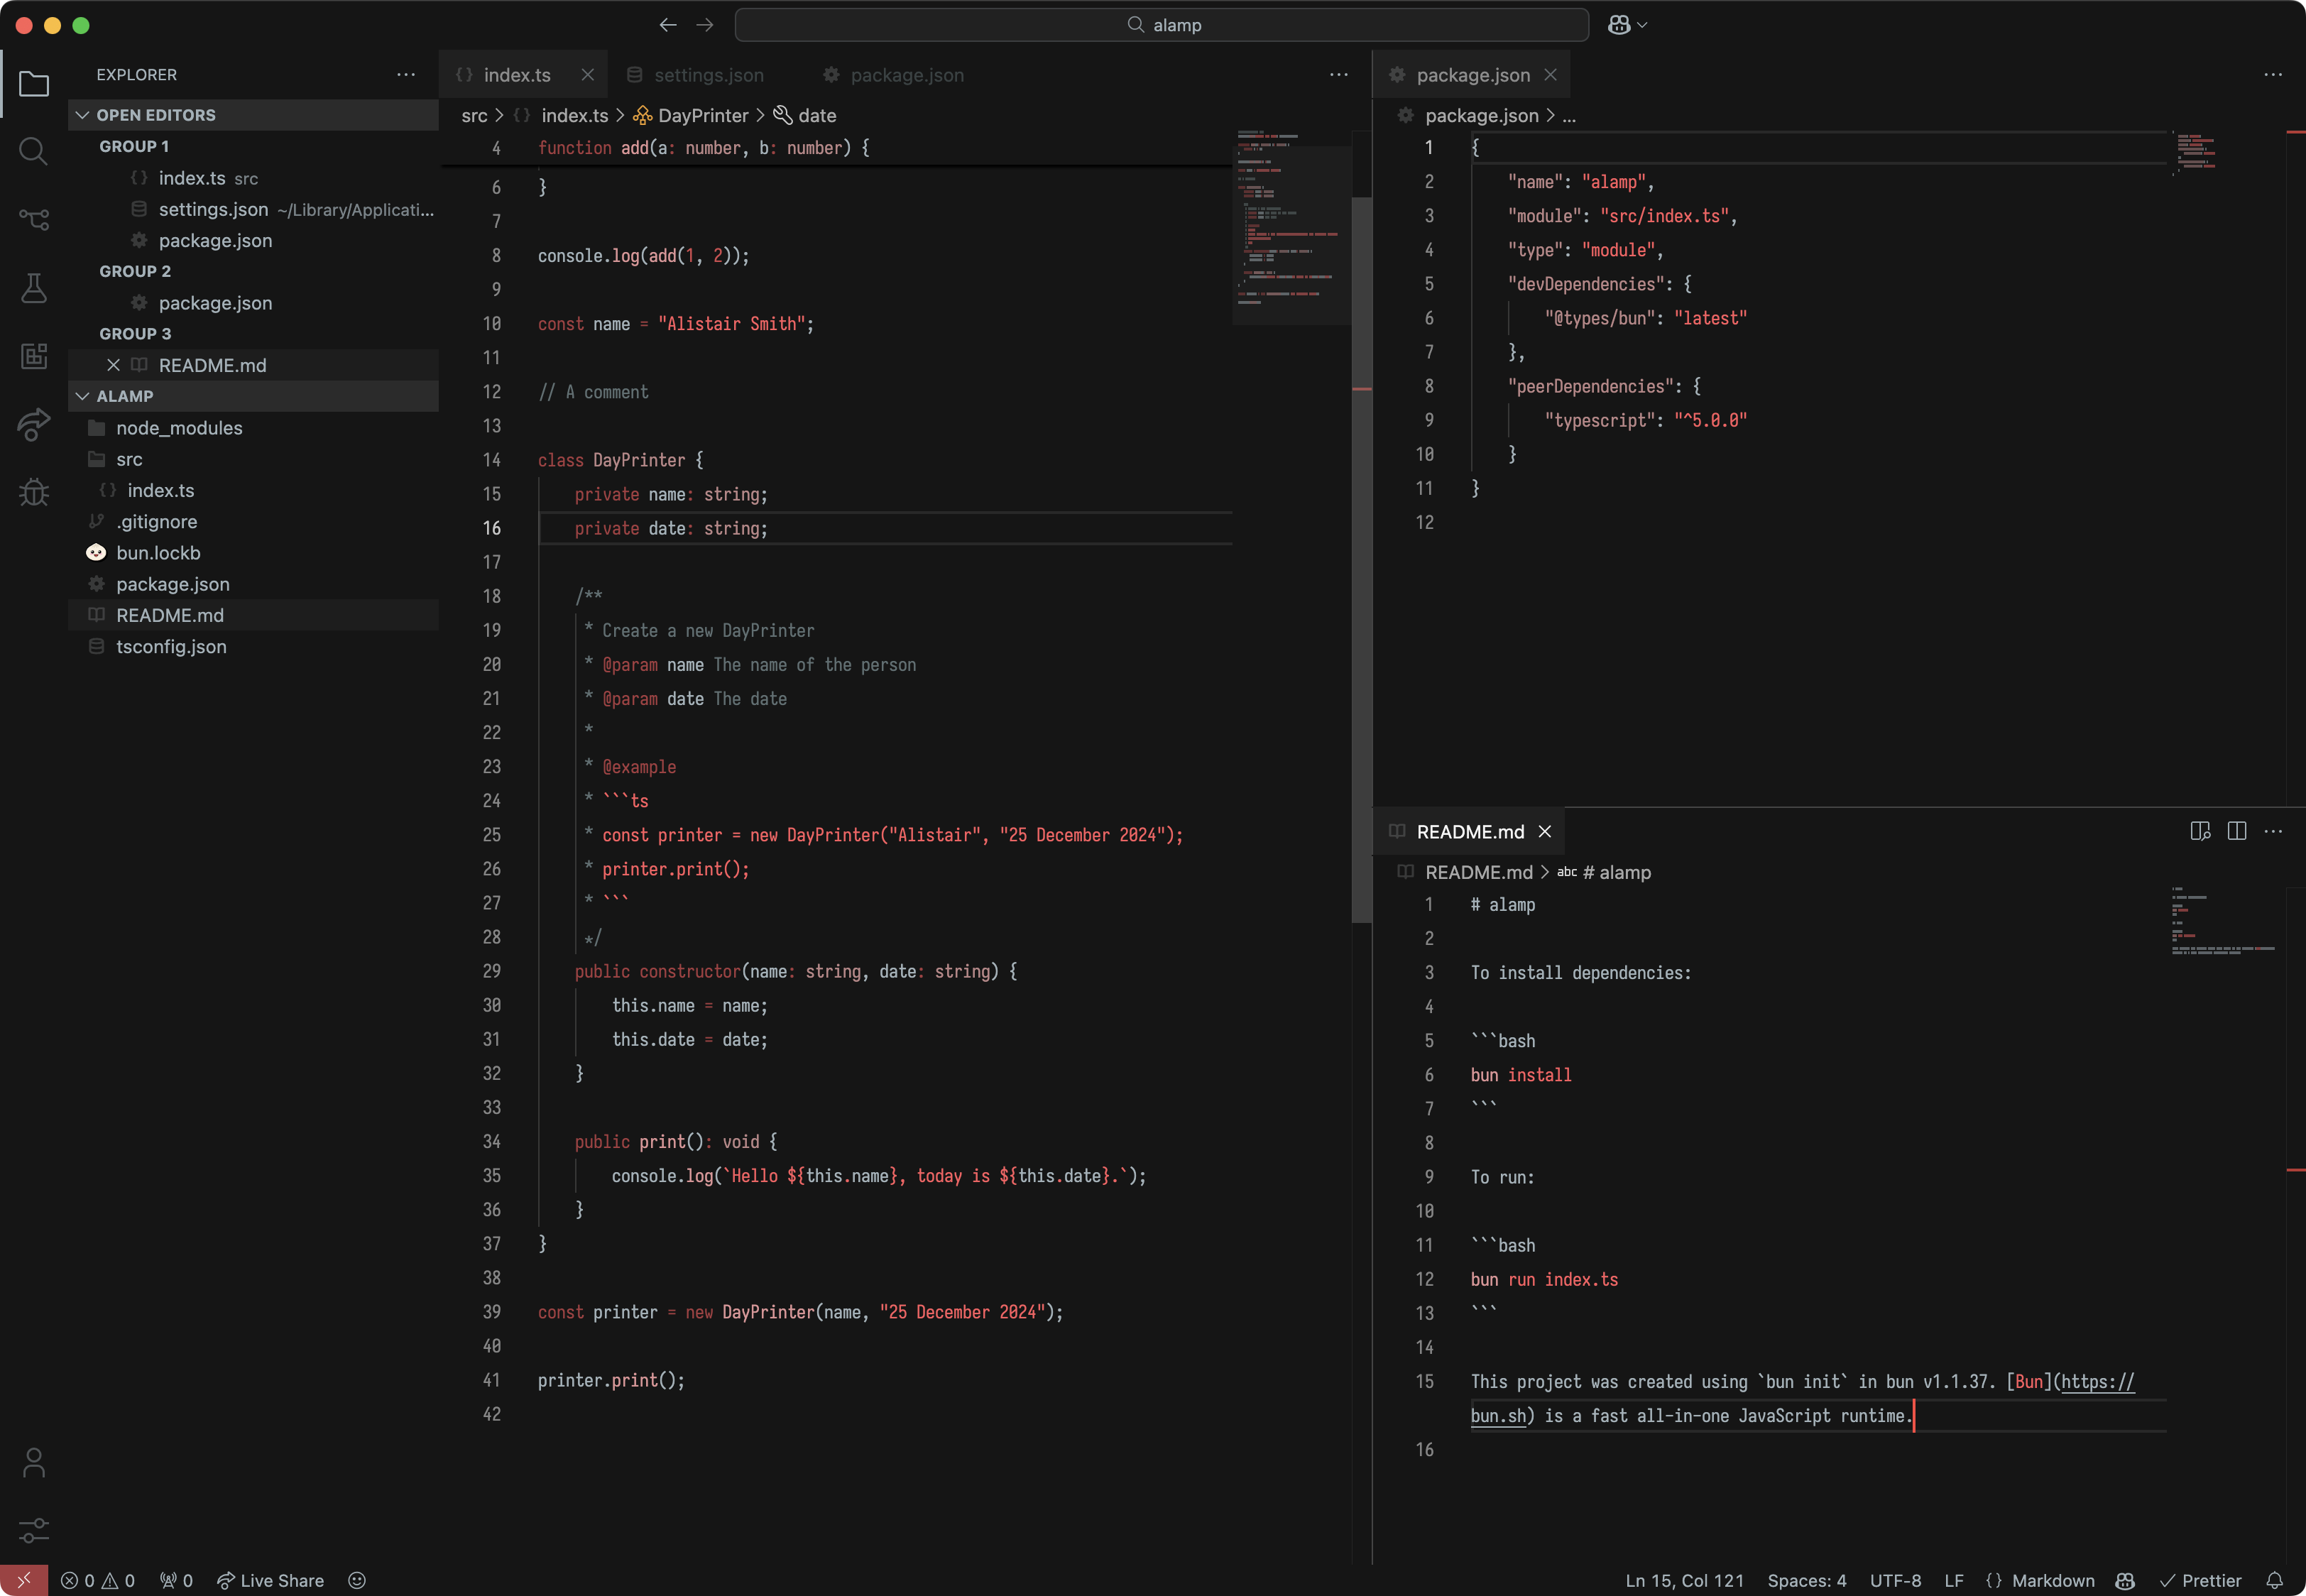 alamp
EXPLORER
OPEN EDITORS
GROUP 1
index.ts src
settings.json ~/Library/Applicati...
package.json
GROUP 2
package.json
GROUP 3
README.md
ALAMP
node_modules
src
index.ts
.gitignore
bun.lockb
package.json
README.md
tsconfig.json
index.ts
settings.json
package.json
src > index.ts > DayPrinter > date
4 function add(a: number, b: number) {
6 }
7
8 console.log(add(1, 2));
9
10 const name = "Alistair Smith";
11
12 // A comment
13
14 class DayPrinter {
15 private name: string;
16 private date: string;
17
18 /**
19 * Create a new DayPrinter
20 * @param name The name of the person
21 * @param date The date
22 *
23 * @example
24 * ```ts
25 * const printer = new DayPrinter("Alistair", "25 December 2024");
26 * printer.print();
27 * ```
28 */
29 public constructor(name: string, date: string) {
30 this.name = name;
31 this.date = date;
32 }
33
34 public print(): void {
35 console.log(`Hello ${this.name}, today is ${this.date}.`);
36 }
37 }
38
39 const printer = new DayPrinter(name, "25 December 2024");
40
41 printer.print();
42
package.json
package.json > ...
1 {
2 "name": "alamp",
3 "module": "src/index.ts",
4 "type": "module",
5 "devDependencies": {
6 "@types/bun": "latest"
7 },
8 "peerDependencies": {
9 "typescript": "^5.0.0"
10 }
11 }
12
README.md
README.md > abc # alamp
1 # alamp
2
3 To install dependencies:
4
5 ```bash
6 bun install
7 ```
8
9 To run:
10
11 ```bash
12 bun run index.ts
13 ```
14
15 This project was created using `bun init` in bun v1.1.37. [Bun](https://
bun.sh) is a fast all-in-one JavaScript runtime.
16
0 0 0 Live Share
Ln 15, Col 121 Spaces: 4 UTF-8 LF {} Markdown Prettier